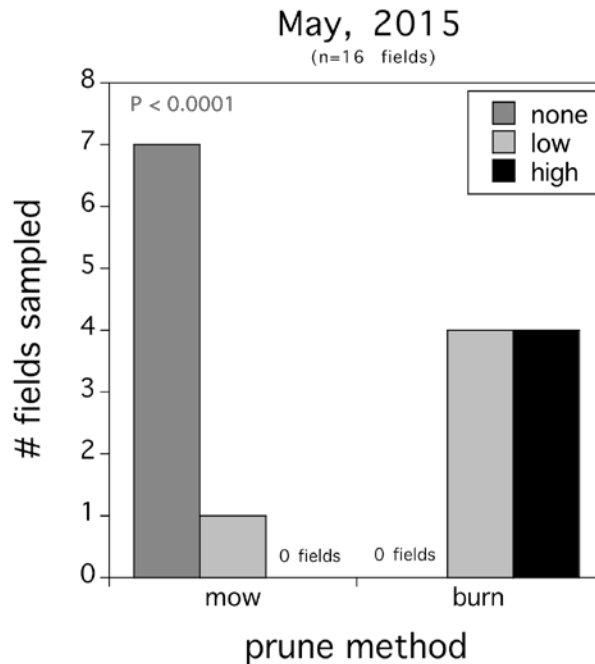 May, 2015
(n=16 fields)
P < 0.0001
none
low
high
# fields sampled
8
7
6
5
4
3
2
1
0
0 fields
0 fields
mow
burn
prune method